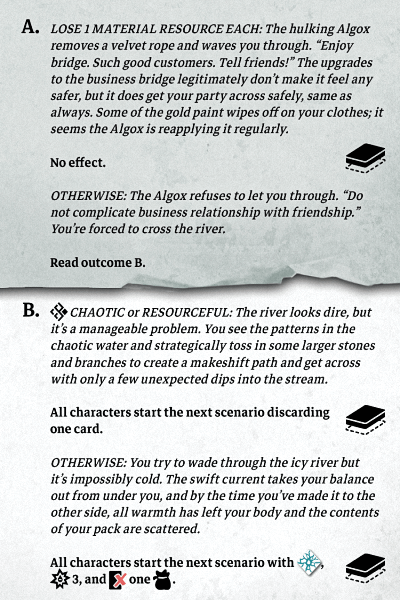 A. LOSE 1 MATERIAL RESOURCE EACH: The hulking Algox
removes a velvet rope and waves you through. “Enjoy
bridge. Such good customers. Tell friends!” The upgrades
to the business bridge legitimately don’t make it feel any
safer, but it does get your party across safely, same as
always. Some of the gold paint wipes off on your clothes; it
seems the Algox is reapplying it regularly.
No effect.
OTHERWISE: The Algox refuses to let you through. “Do
not complicate business relationship with friendship.”
You’re forced to cross the river.
Read outcome B.
B. CHAOTIC or RESOURCEFUL: The river looks dire, but
it’s a manageable problem. You see the patterns in the
chaotic water and strategically toss in some larger stones
and branches to create a makeshift path and get across
with only a few unexpected dips into the stream.
All characters start the next scenario discarding
one card.
OTHERWISE: You try to wade through the icy river but
it’s impossibly cold. The swift current takes your balance
out from under you, and by the time you’ve made it to the
other side, all warmth has left your body and the contents
of your pack are scattered.
All characters start the next scenario with ,
3, and one .